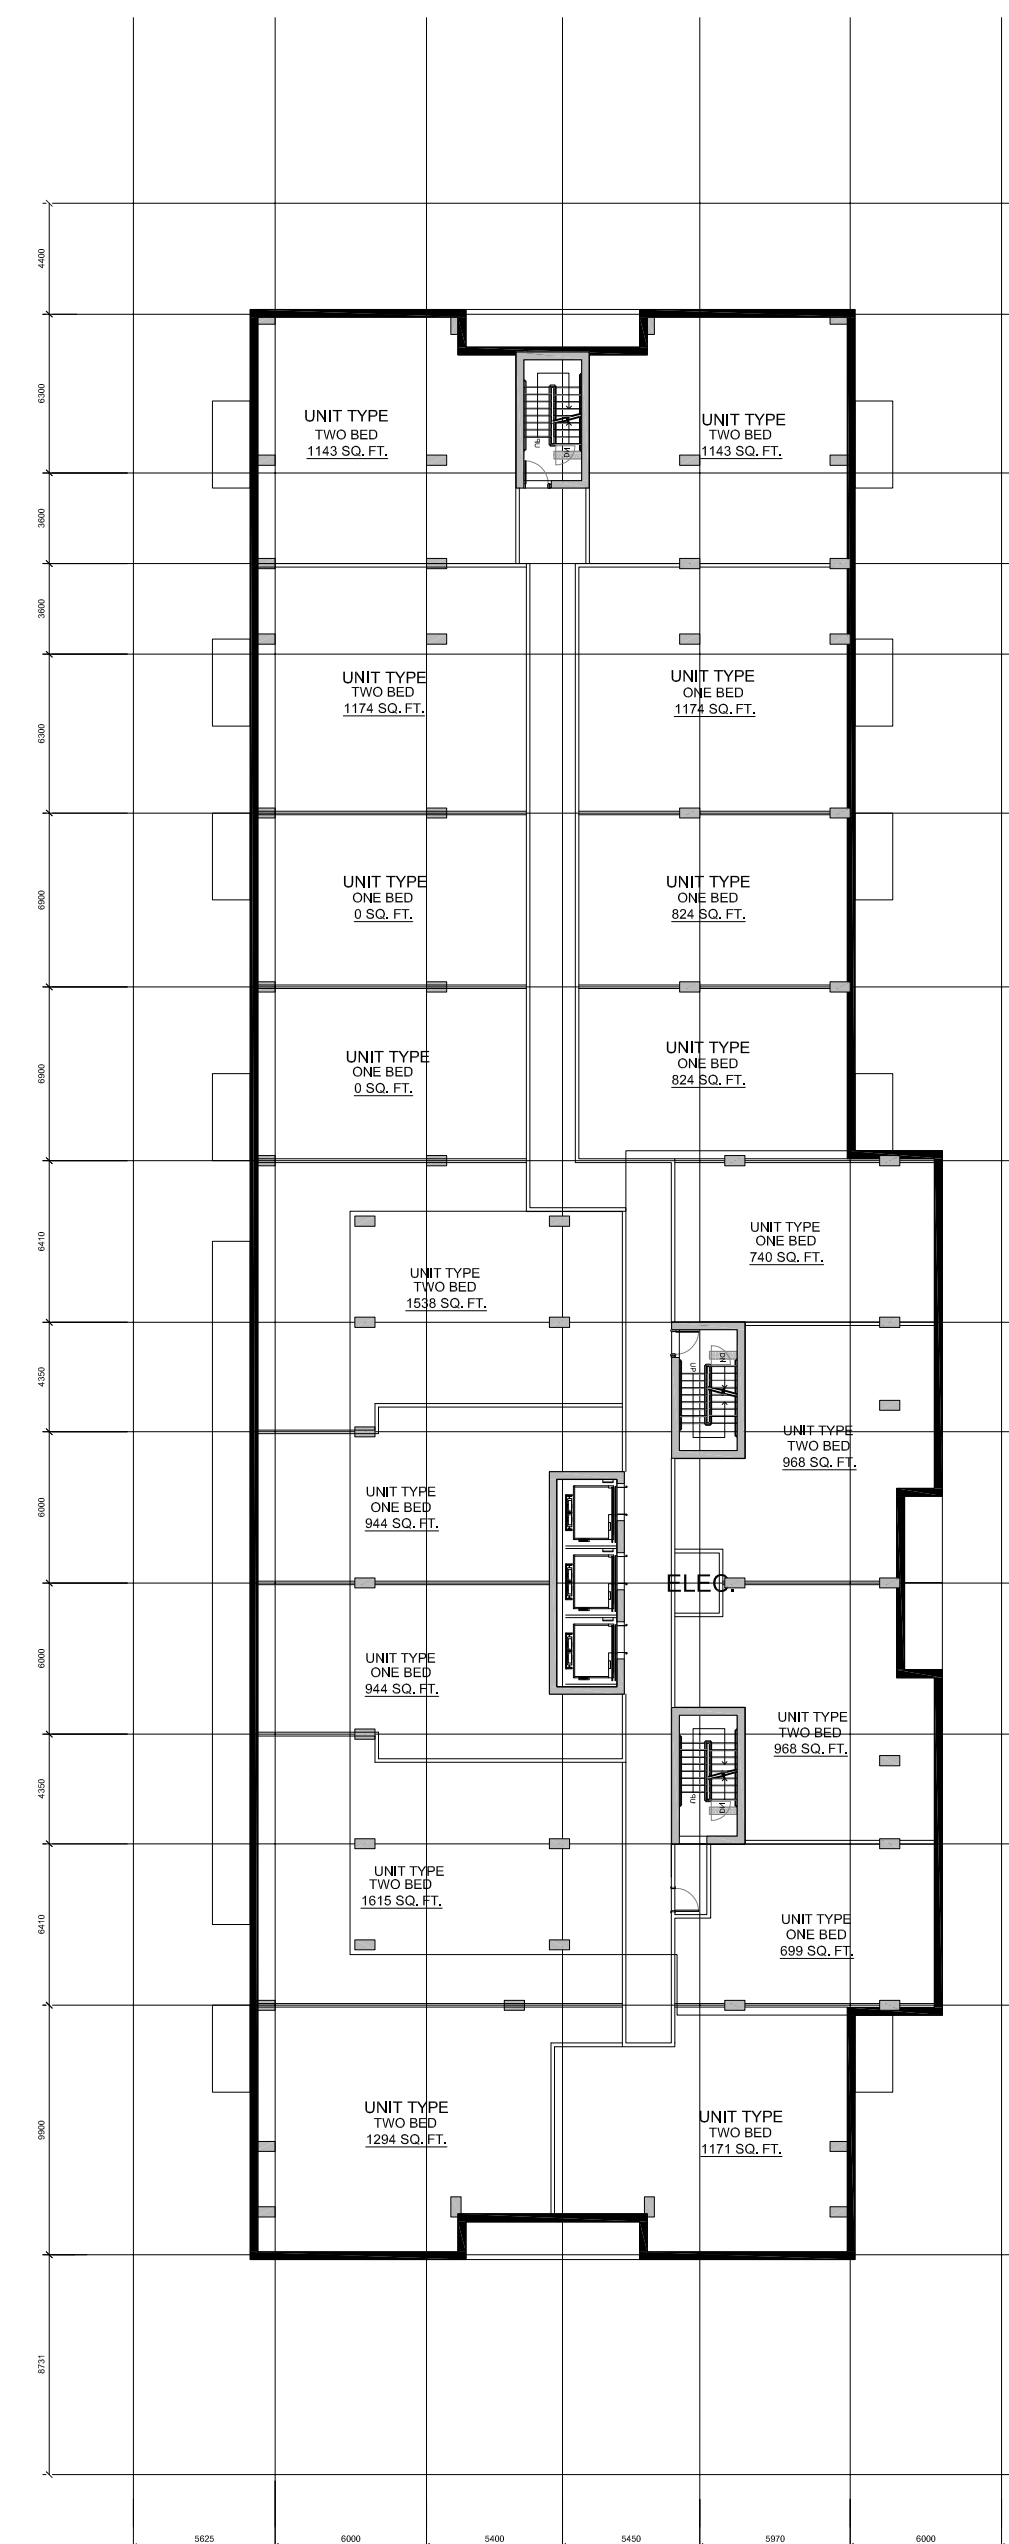 4400
6300
UNIT TYPE
TWO BED
1143 SQ. FT.
UNIT TYPE
TWO BED
1143 SQ. FT.
UP
DN
3600
3600
UNIT TYPE
TWO BED
1174 SQ. FT.
UNIT TYPE
ONE BED
1174 SQ. FT.
6300
6900
UNIT TYPE
ONE BED
0 SQ. FT.
UNIT TYPE
ONE BED
824 SQ. FT.
6900
UNIT TYPE
ONE BED
0 SQ. FT.
UNIT TYPE
ONE BED
824 SQ. FT.
6410
UNIT TYPE
TWO BED
1538 SQ. FT.
UNIT TYPE
ONE BED
740 SQ. FT.
4350
UP
DN
UNIT TYPE
TWO BED
968 SQ. FT.
6000
UNIT TYPE
ONE BED
944 SQ. FT.
ELEC.
6000
UNIT TYPE
ONE BED
944 SQ. FT.
UNIT TYPE
TWO BED
968 SQ. FT.
4350
UP
DN
UNIT TYPE
TWO BED
1615 SQ. FT.
6410
UNIT TYPE
ONE BED
699 SQ. FT.
9900
UNIT TYPE
TWO BED
1294 SQ. FT.
UNIT TYPE
TWO BED
1171 SQ. FT.
8731
5625
6000
5400
5450
5970
6000